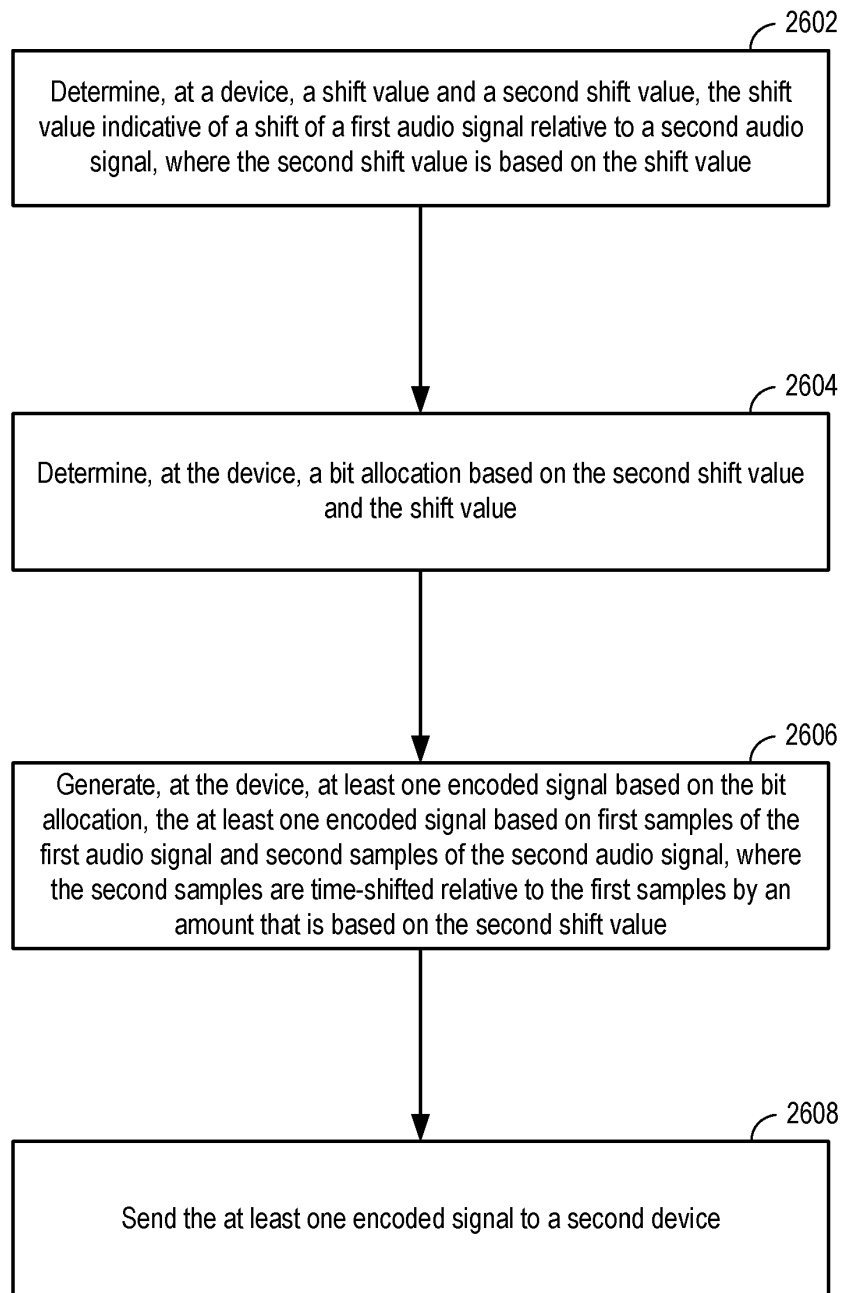 2602
Determine, at a device, a shift value and a second shift value, the shift
value indicative of a shift of a first audio signal relative to a second audio
signal, where the second shift value is based on the shift value
2604
Determine, at the device, a bit allocation based on the second shift value
and the shift value
2606
Generate, at the device, at least one encoded signal based on the bit
allocation, the at least one encoded signal based on first samples of the
first audio signal and second samples of the second audio signal, where
the second samples are time-shifted relative to the first samples by an
amount that is based on the second shift value
2608
Send the at least one encoded signal to a second device